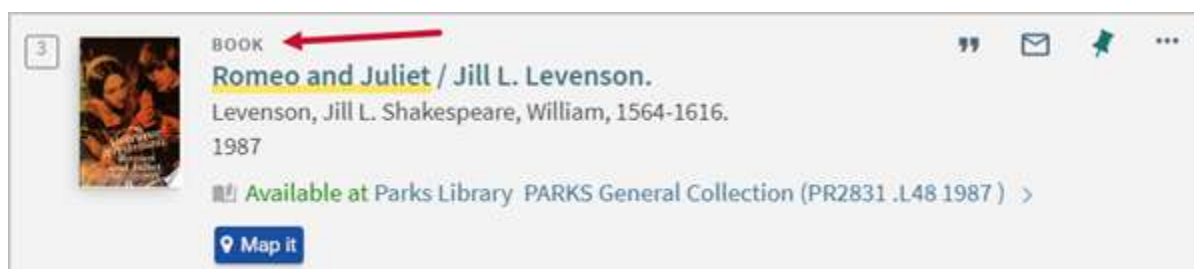 3
BOOK
Romeo and Juliet / Jill L. Levenson.
Levenson, Jill L. Shakespeare, William, 1564-1616.
1987
Available at Parks Library PARKS General Collection (PR2831 .L48 1987 ) >
Map it